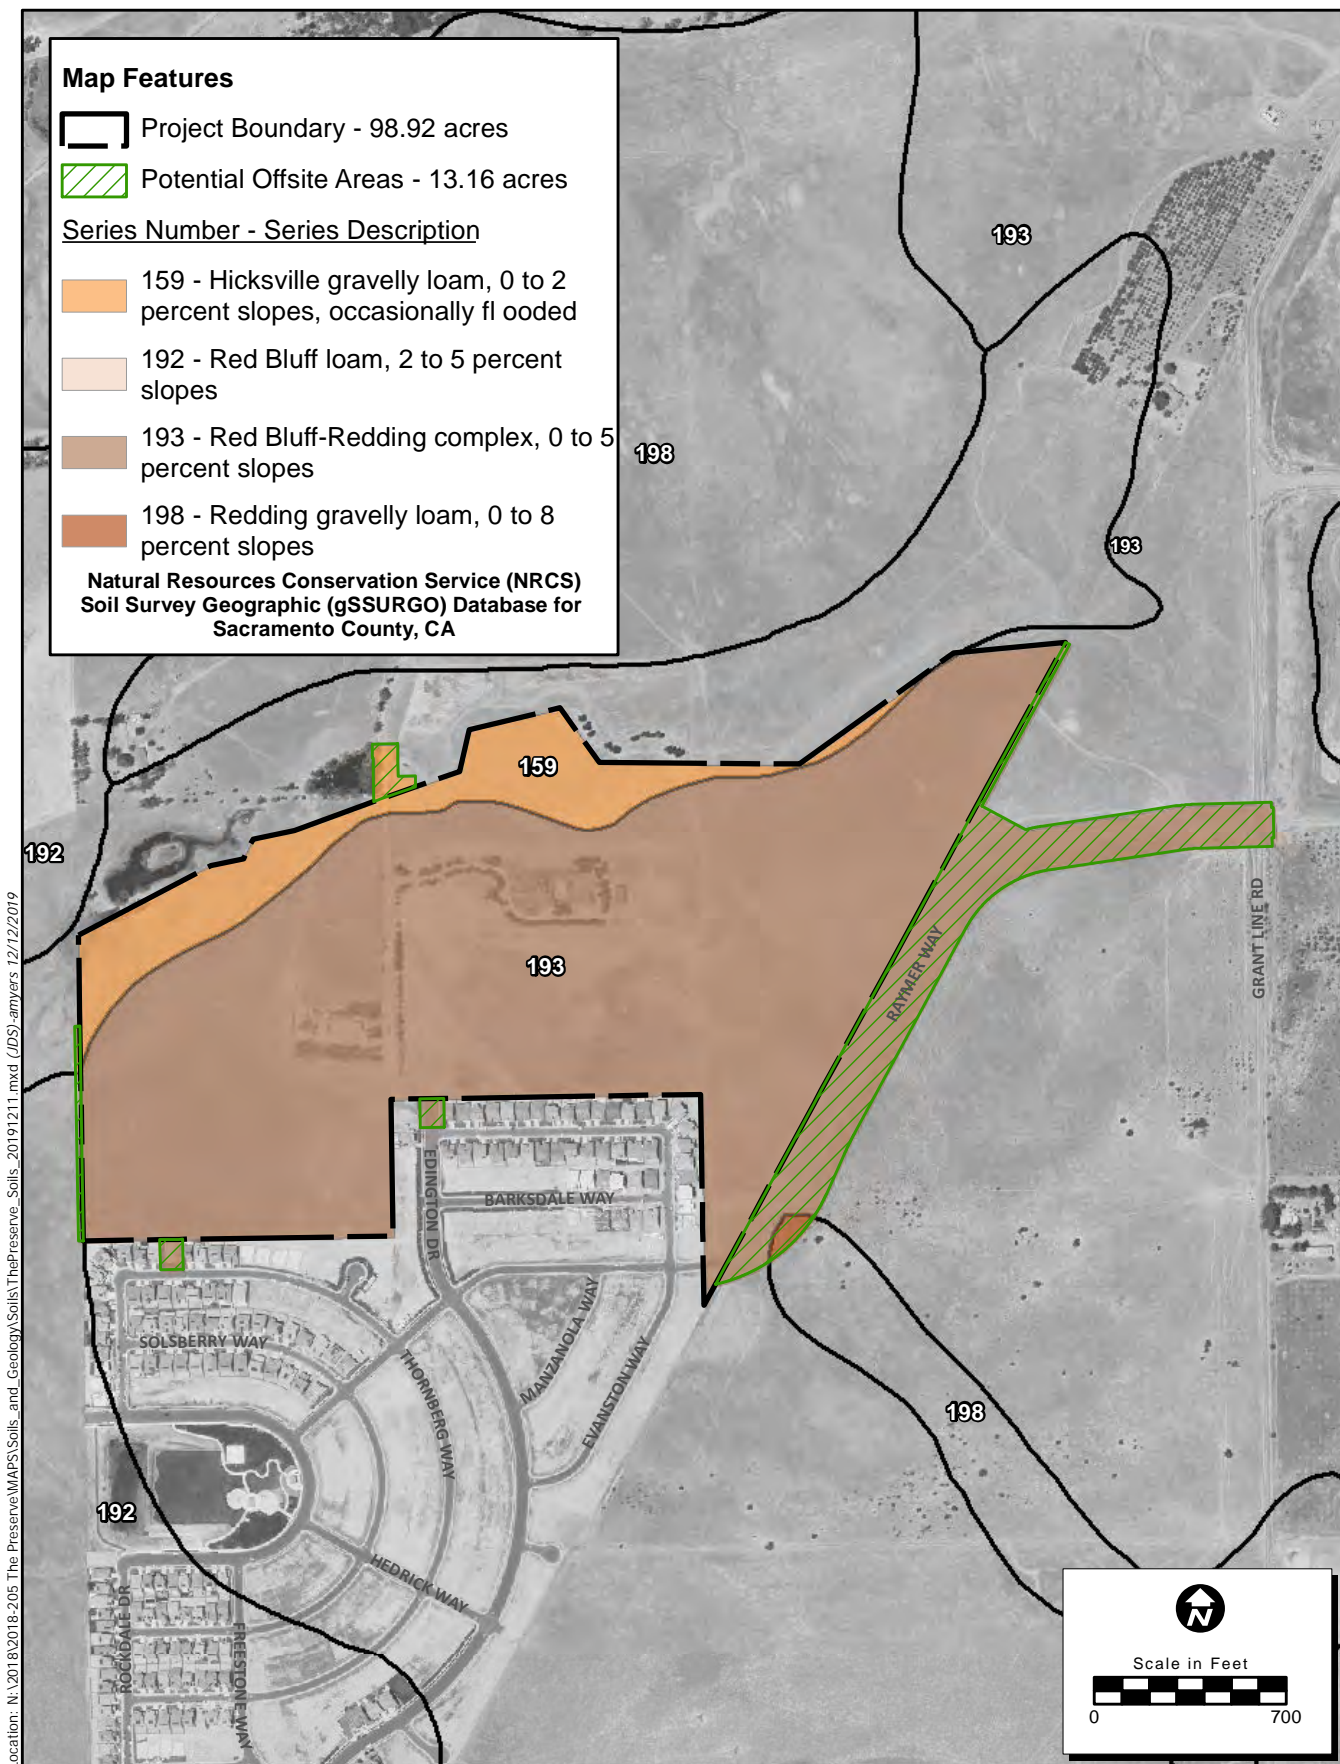 Map Features
Project Boundary - 98.92 acres
Potential Offsite Areas - 13.16 acres
Series Number - Series Description
159 - Hicksville gravelly loam, 0 to 2
percent slopes, occasionally fl ooded
192 - Red Bluff loam, 2 to 5 percent
slopes
193 - Red Bluff-Redding complex, 0 to 5
percent slopes
198 - Redding gravelly loam, 0 to 8
percent slopes
Natural Resources Conservation Service (NRCS)
Soil Survey Geographic (gSSURGO) Database for
Sacramento County, CA
193
198
193
159
192
193
RAYMER WAY
GRANT LINE RD
EDINGTON DR
BARKSDALE WAY
SOLSBERRY WAY
MANZANOLA WAY
THORNBERG WAY
EVANSTON WAY
198
192
HEDRICK WAY
ROCKDALE DR
FREESTONE WAY
N
Scale in Feet
0 700
ocation: N:\2018\2018-205 The Preserve\MAPS\Soils_and_Geology\Soils\ThePreserve_Soils_20191211.mxd (JDS)-amyers 12/12/2019